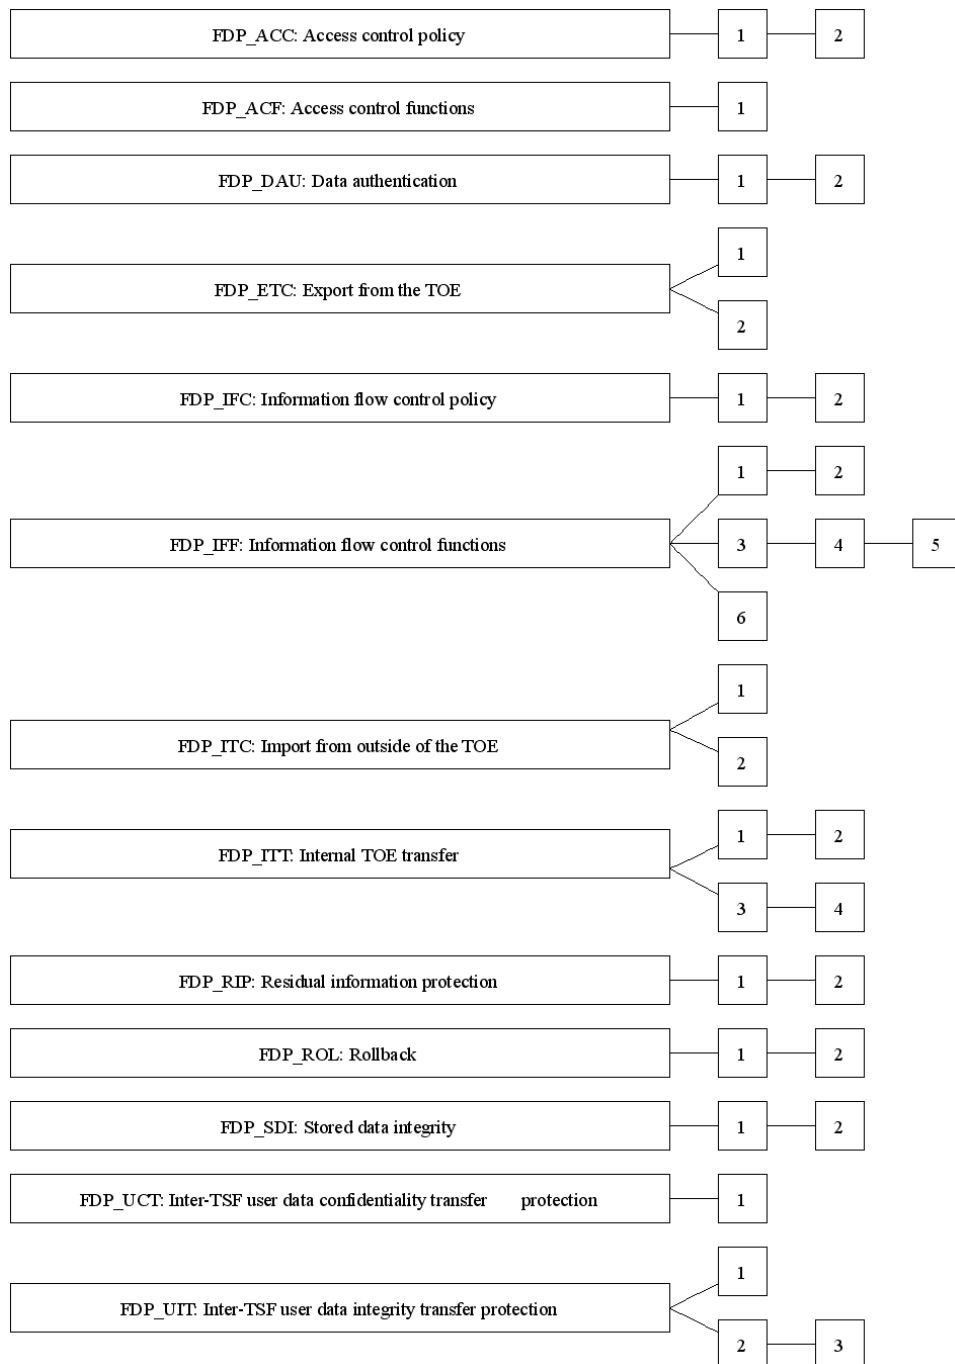 FDP_ACC: Access control policy 1 2
FDP_ACF: Access control functions 1
FDP_DAU: Data authentication 1 2
1
FDP_ETC: Export from the TOE
2
FDP_IFC: Information flow control policy 1 2
1 2
FDP_IFF: Information flow control functions 3 4 5
6
1
FDP_ITC: Import from outside of the TOE
2
1 2
FDP_ITT: Internal TOE transfer
3 4
FDP_RIP: Residual information protection 1 2
FDP_ROL: Rollback 1 2
FDP_SDI: Stored data integrity 1 2
FDP_UCT: Inter-TSF user data confidentiality transfer protection 1
1
FDP_UIT: Inter-TSF user data integrity transfer protection
2 3